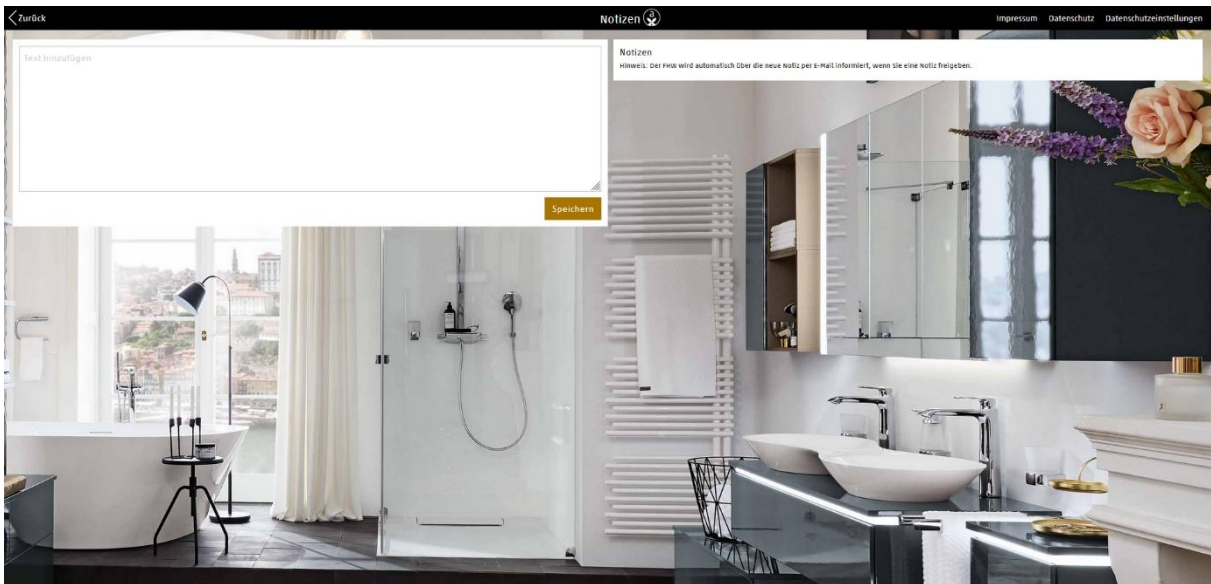 Zurück
Notizen
Impressum Datenschutz Datenschutzeinstellungen
Text hinzufügen
Speichern
Notizen
Hinweis: Der FHW wird automatisch über die neue Notiz per E-Mail informiert, wenn Sie eine Notiz freigeben.